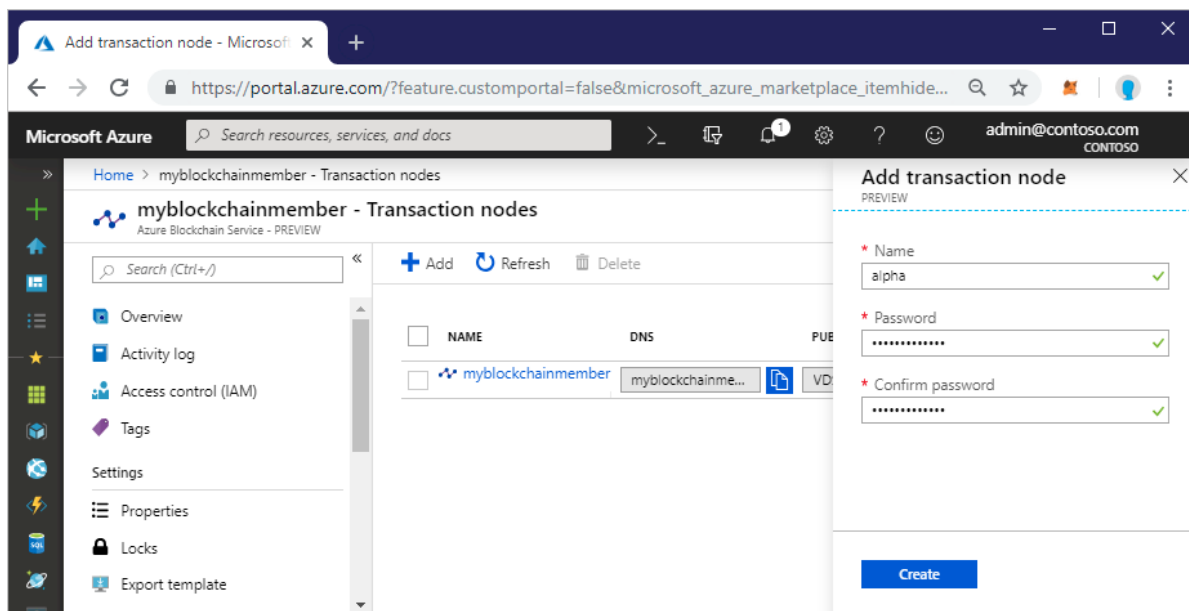 Add transaction node - Microsof
https://portal.azure.com/?feature.customportal=false&microsoft_azure_marketplace_itemhide...
Microsoft Azure
Search resources, services, and docs
1
admin@contoso.com
CONTOSO
Home > myblockchainmember - Transaction nodes
myblockchainmember - Transaction nodes
Azure Blockchain Service - PREVIEW
Search (Ctrl+/)
Overview
Activity log
Access control (IAM)
Tags
Settings
Properties
Locks
Export template
Add
Refresh
Delete
NAME DNS PUB
myblockchainmember myblockchainme... VD
SQL
Add transaction node
PREVIEW
* Name
alpha
* Password
•••••••••••••
* Confirm password
•••••••••••••
Create